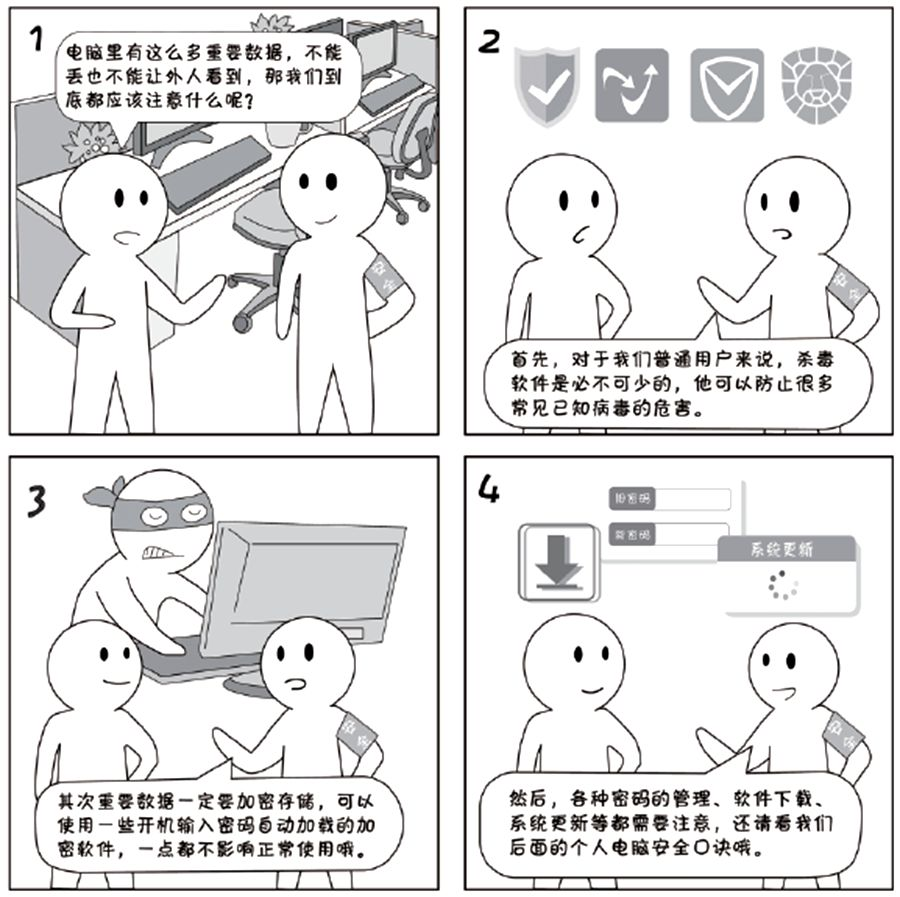 1
电脑里有这么多重要数据，不能
丢也不能让外人看到，那我们到
底都应该注意什么呢？
安全
2
首先，对于我们普通用户来说，杀毒
软件是必不可少的，他可以防止很多
常见已知病毒的危害。
安全
3
其次重要数据一定要加密存储，可以
使用一些开机输入密码自动加载的加
密软件，一点都不影响正常使用哦。
安全
4
旧密码
新密码
系统更新
然后，各种密码的管理、软件下载、
系统更新等都需要注意，还请看我们
后面的个人电脑安全口诀哦。
安全